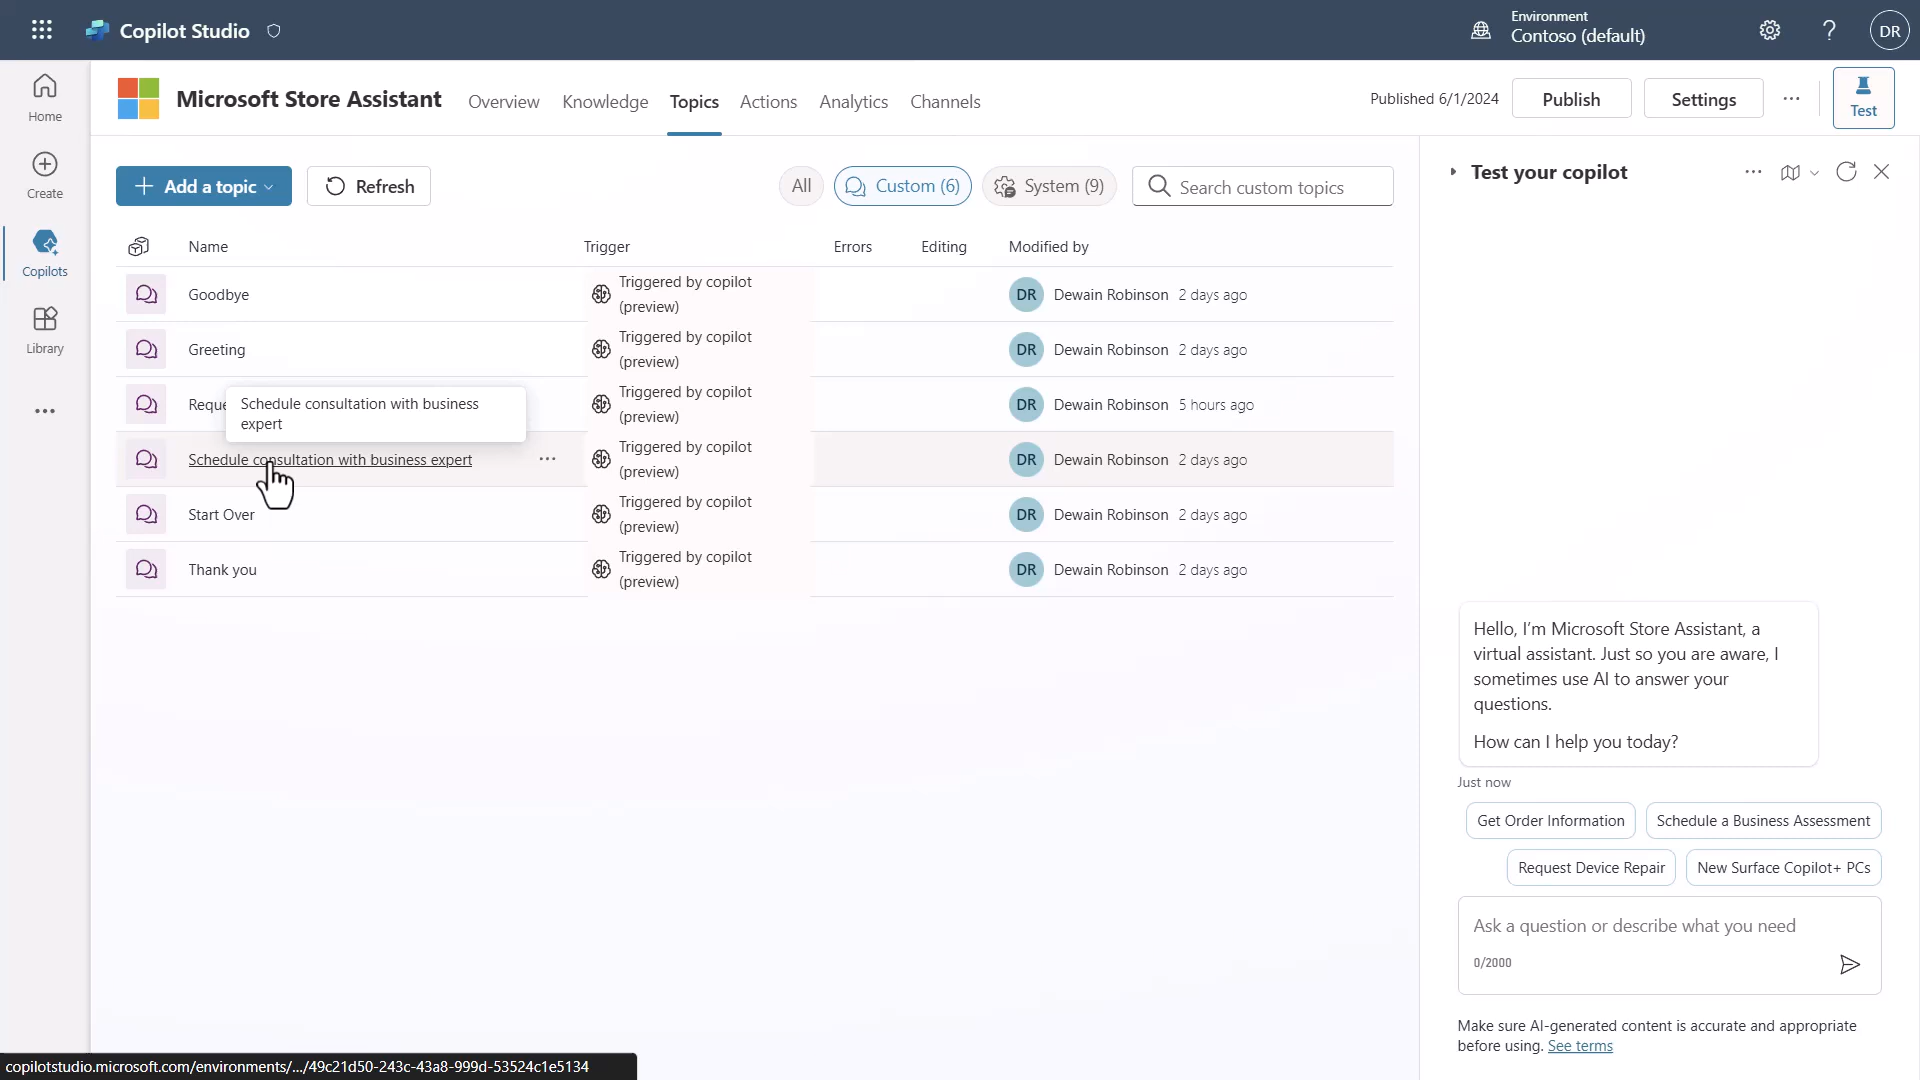 Copilot Studio
Environment
Contoso (default)
DR
Home
Create
Copilots
Library
Microsoft Store Assistant
Overview
Knowledge
Topics
Actions
Analytics
Channels
Published 6/1/2024
Publish
Settings
Test
Add a topic
Refresh
All
Custom (6)
System (9)
Search custom topics
Name
Trigger
Errors
Editing
Modified by
Goodbye
Triggered by copilot
(preview)
DR
Dewain Robinson 2 days ago
Greeting
Triggered by copilot
(preview)
DR
Dewain Robinson 2 days ago
Reque
Schedule consultation with business
expert
Triggered by copilot
(preview)
DR
Dewain Robinson 5 hours ago
Schedule consultation with business expert
Triggered by copilot
(preview)
DR
Dewain Robinson 2 days ago
Start Over
Triggered by copilot
(preview)
DR
Dewain Robinson 2 days ago
Thank you
Triggered by copilot
(preview)
DR
Dewain Robinson 2 days ago
Test your copilot
Hello, I’m Microsoft Store Assistant, a
virtual assistant. Just so you are aware, I
sometimes use AI to answer your
questions.
How can I help you today?
Just now
Get Order Information
Schedule a Business Assessment
Request Device Repair
New Surface Copilot+ PCs
Ask a question or describe what you need
0/2000
Make sure AI-generated content is accurate and appropriate
before using. See terms
copilotstudio.microsoft.com/environments/.../49c21d50-243c-43a8-999d-53524c1e5134